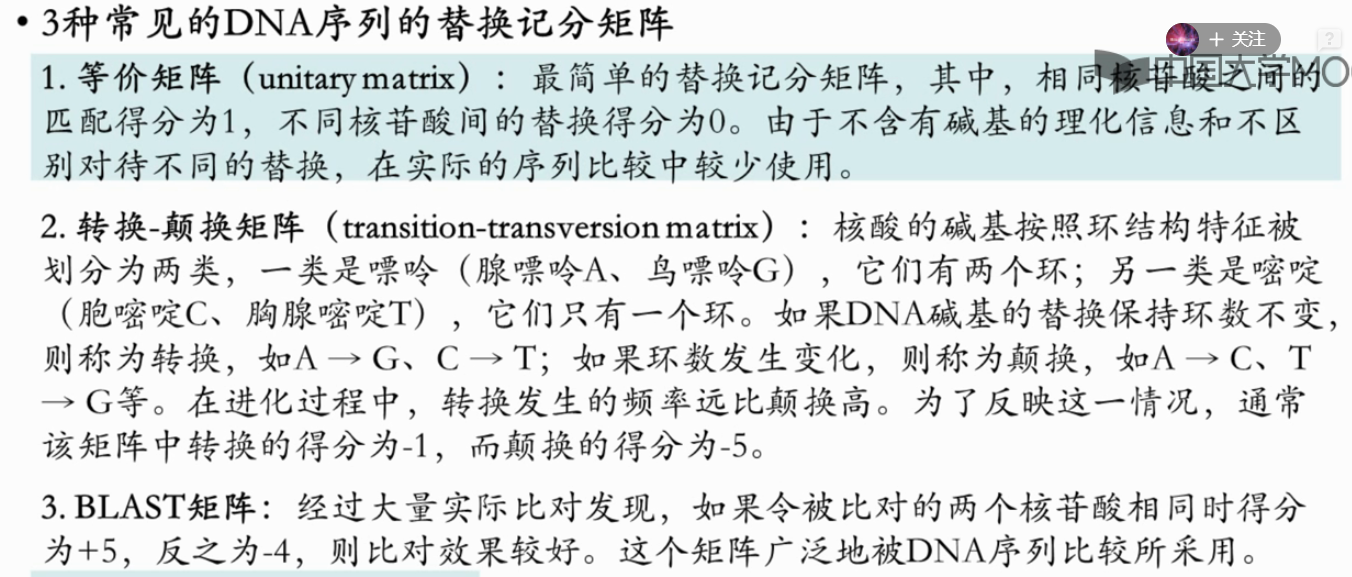 • 3种常见的DNA序列的替换记分矩阵
+ 关注
?
中国大学MOO
1. 等价矩阵（unitary matrix）：最简单的替换记分矩阵，其中，相同核苷酸之间的
匹配得分为1，不同核苷酸间的替换得分为0。由于不含有碱基的理化信息和不区
别对待不同的替换，在实际的序列比较中较少使用。
2. 转换-颠换矩阵（transition-transversion matrix）：核酸的碱基按照环结构特征被
划分为两类，一类是嘌呤（腺嘌呤A、鸟嘌呤G），它们有两个环；另一类是嘧啶
（胞嘧啶C、胸腺嘧啶T），它们只有一个环。如果DNA碱基的替换保持环数不变，
则称为转换，如A → G、C → T；如果环数发生变化，则称为颠换，如A → C、T
→ G等。在进化过程中，转换发生的频率远比颠换高。为了反映这一情况，通常
该矩阵中转换的得分为-1，而颠换的得分为-5。
3. BLAST矩阵：经过大量实际比对发现，如果令被比对的两个核苷酸相同时得分
为+5，反之为-4，则比对效果较好。这个矩阵广泛地被DNA序列比较所采用。